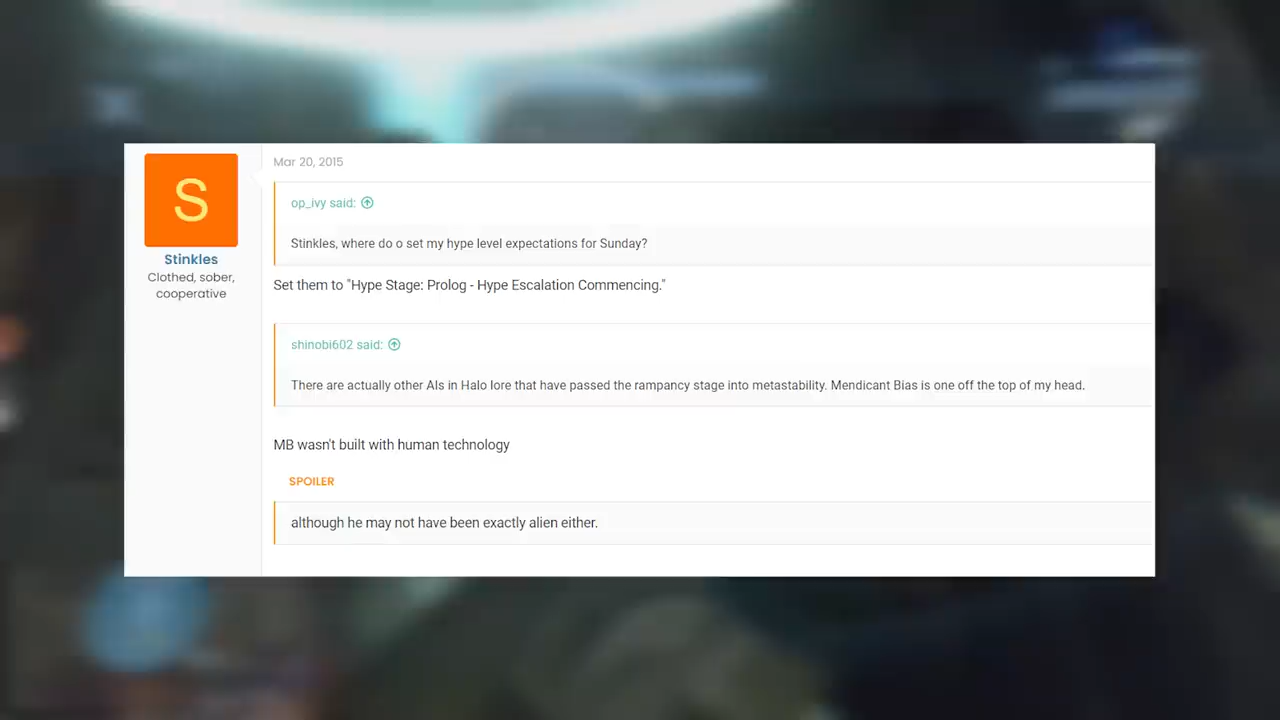 S
Stinkles
Clothed, sober,
cooperative
Mar 20, 2015
op_ivy said:
Stinkles, where do o set my hype level expectations for Sunday?
Set them to "Hype Stage: Prolog - Hype Escalation Commencing."
shinobi602 said:
There are actually other AIs in Halo lore that have passed the rampancy stage into metastability. Mendicant Bias is one off the top of my head.
MB wasn't built with human technology
SPOILER
although he may not have been exactly alien either.